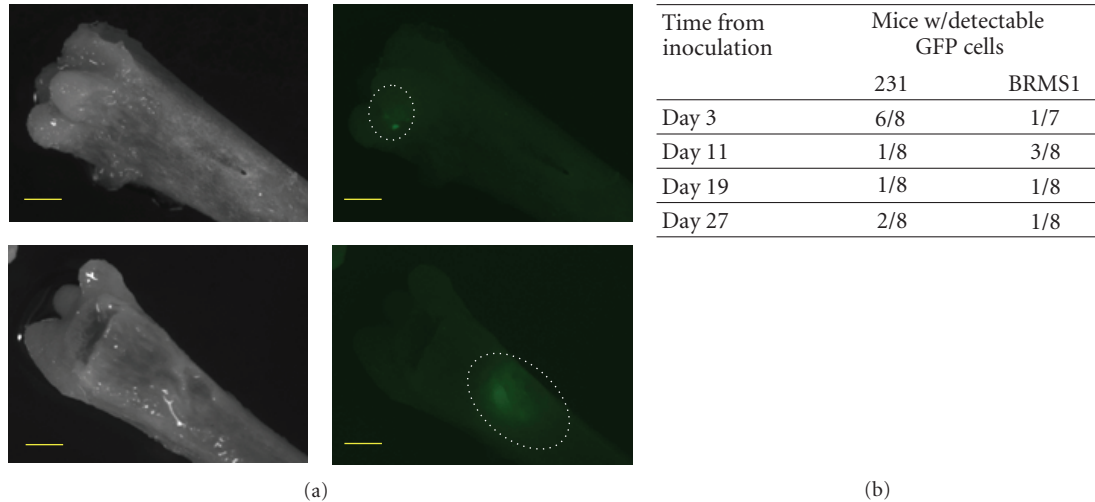 Time from inoculation Mice w/detectable GFP cells
231 BRMS1
Day 3 6/8 1/7
Day 11 1/8 3/8
Day 19 1/8 1/8
Day 27 2/8 1/8
(a) (b)